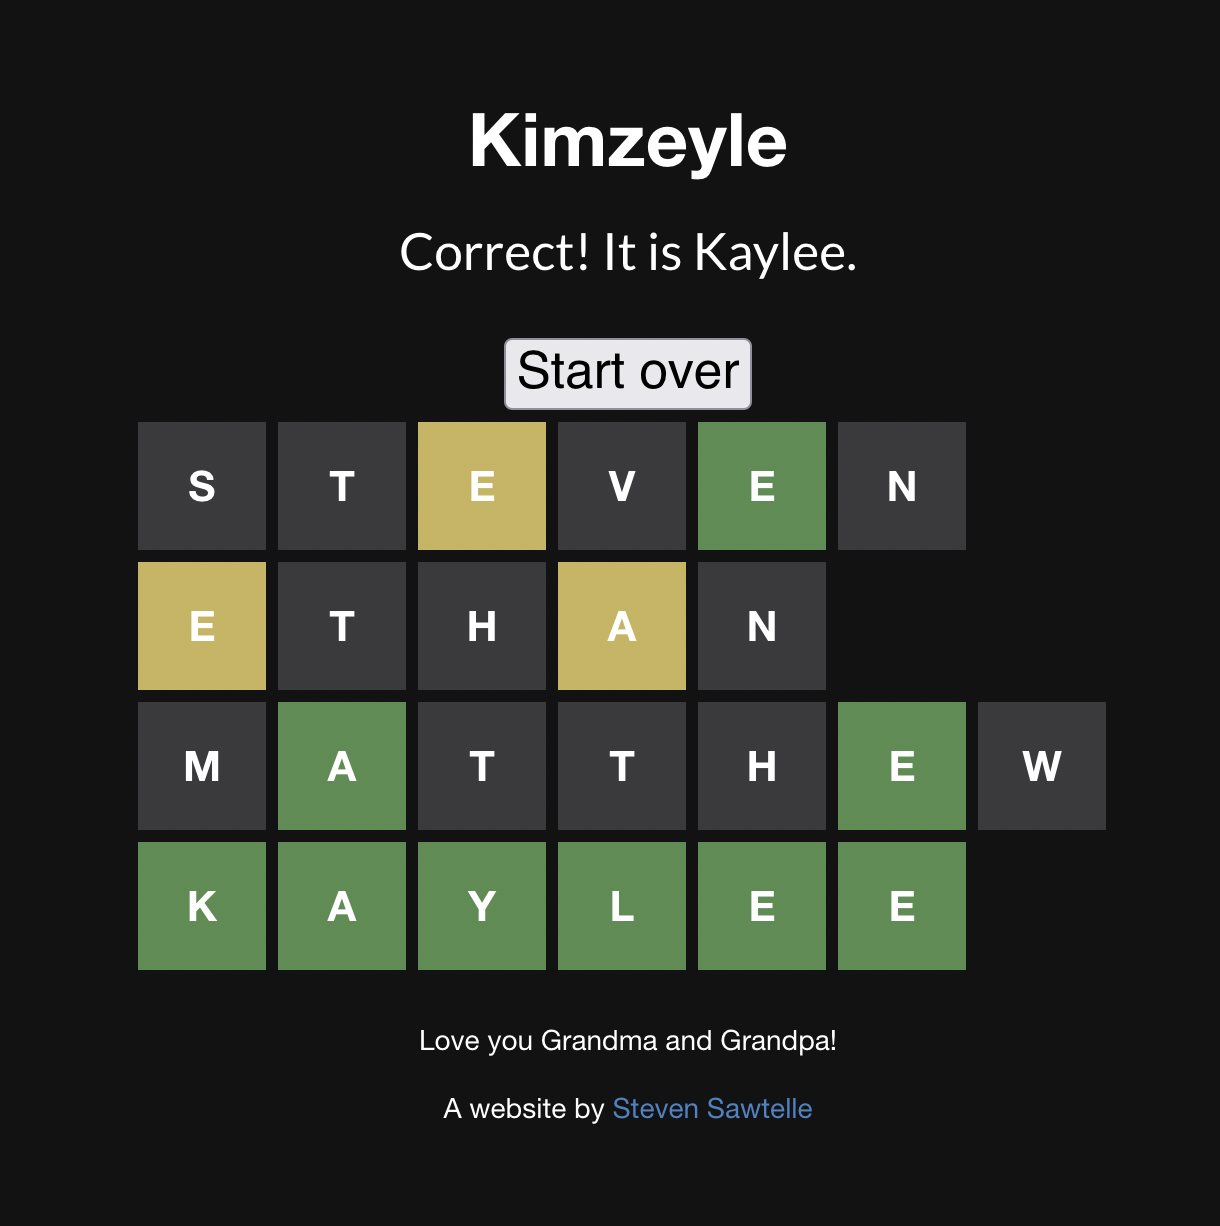 Kimzeyle
Correct! It is Kaylee.
Start over
S T E V E N
E T H A N
M A T T H E W
K A Y L E E
Love you Grandma and Grandpa!
A website by Steven Sawtelle